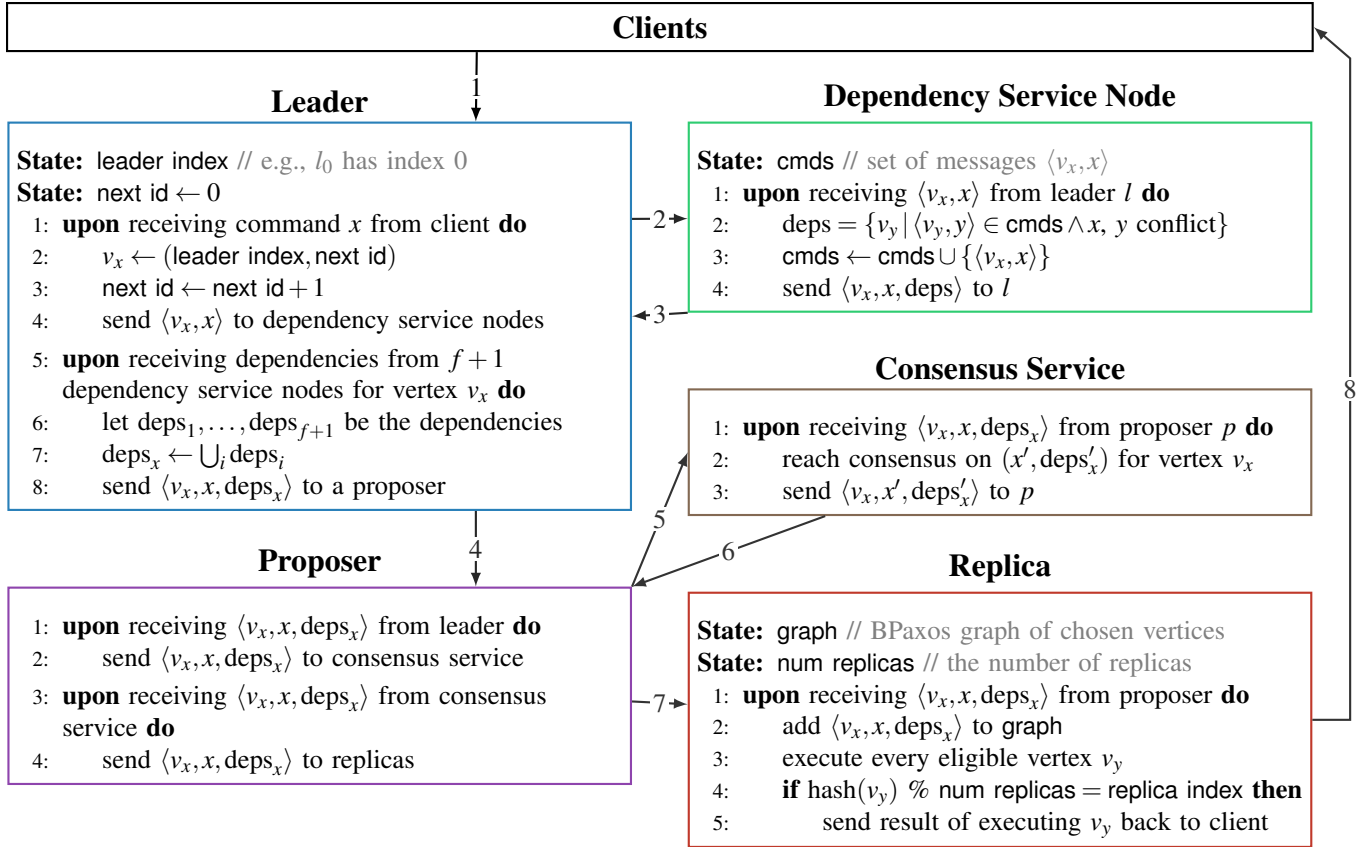 Clients
1
Leader
State: leader index // e.g., l₀ has index 0
State: next id ← 0
1: upon receiving command x from client do
2: vₓ ← (leader index, next id)
3: next id ← next id + 1
4: send ⟨vₓ, x⟩ to dependency service nodes
5: upon receiving dependencies from f + 1
dependency service nodes for vertex vₓ do
6: let deps₁, …, deps_{f+1} be the dependencies
7: depsₓ ← ⋃ᵢ depsᵢ
8: send ⟨vₓ, x, depsₓ⟩ to a proposer
2
3
Dependency Service Node
State: cmds // set of messages ⟨vₓ, x⟩
1: upon receiving ⟨vₓ, x⟩ from leader l do
2: deps = {v_y | ⟨v_y, y⟩ ∈ cmds ∧ x, y conflict}
3: cmds ← cmds ∪ {⟨vₓ, x⟩}
4: send ⟨vₓ, x, deps⟩ to l
4
Proposer
1: upon receiving ⟨vₓ, x, depsₓ⟩ from leader do
2: send ⟨vₓ, x, depsₓ⟩ to consensus service
3: upon receiving ⟨vₓ, x, depsₓ⟩ from consensus
service do
4: send ⟨vₓ, x, depsₓ⟩ to replicas
5
6
Consensus Service
1: upon receiving ⟨vₓ, x, depsₓ⟩ from proposer p do
2: reach consensus on (x′, deps′ₓ) for vertex vₓ
3: send ⟨vₓ, x′, deps′ₓ⟩ to p
7
Replica
State: graph // BPaxos graph of chosen vertices
State: num replicas // the number of replicas
1: upon receiving ⟨vₓ, x, depsₓ⟩ from proposer do
2: add ⟨vₓ, x, depsₓ⟩ to graph
3: execute every eligible vertex v_y
4: if hash(v_y) % num replicas = replica index then
5: send result of executing v_y back to client
8